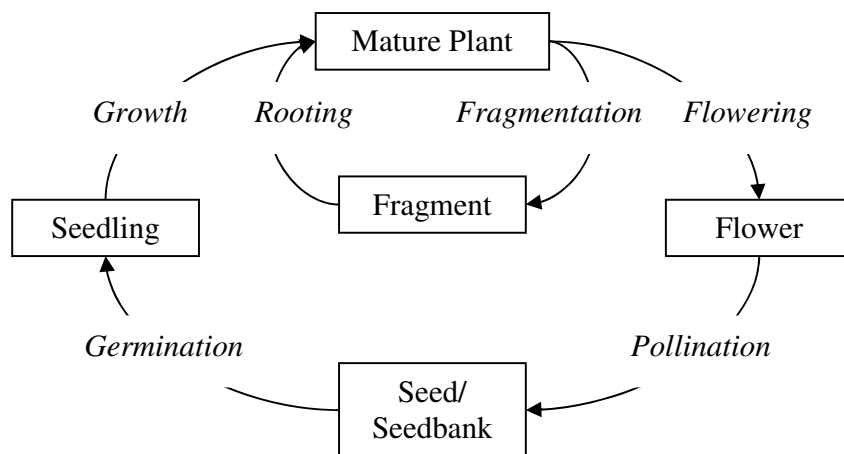 Mature Plant
Growth
Rooting
Fragmentation
Flowering
Seedling
Fragment
Flower
Germination
Pollination
Seed/
Seedbank